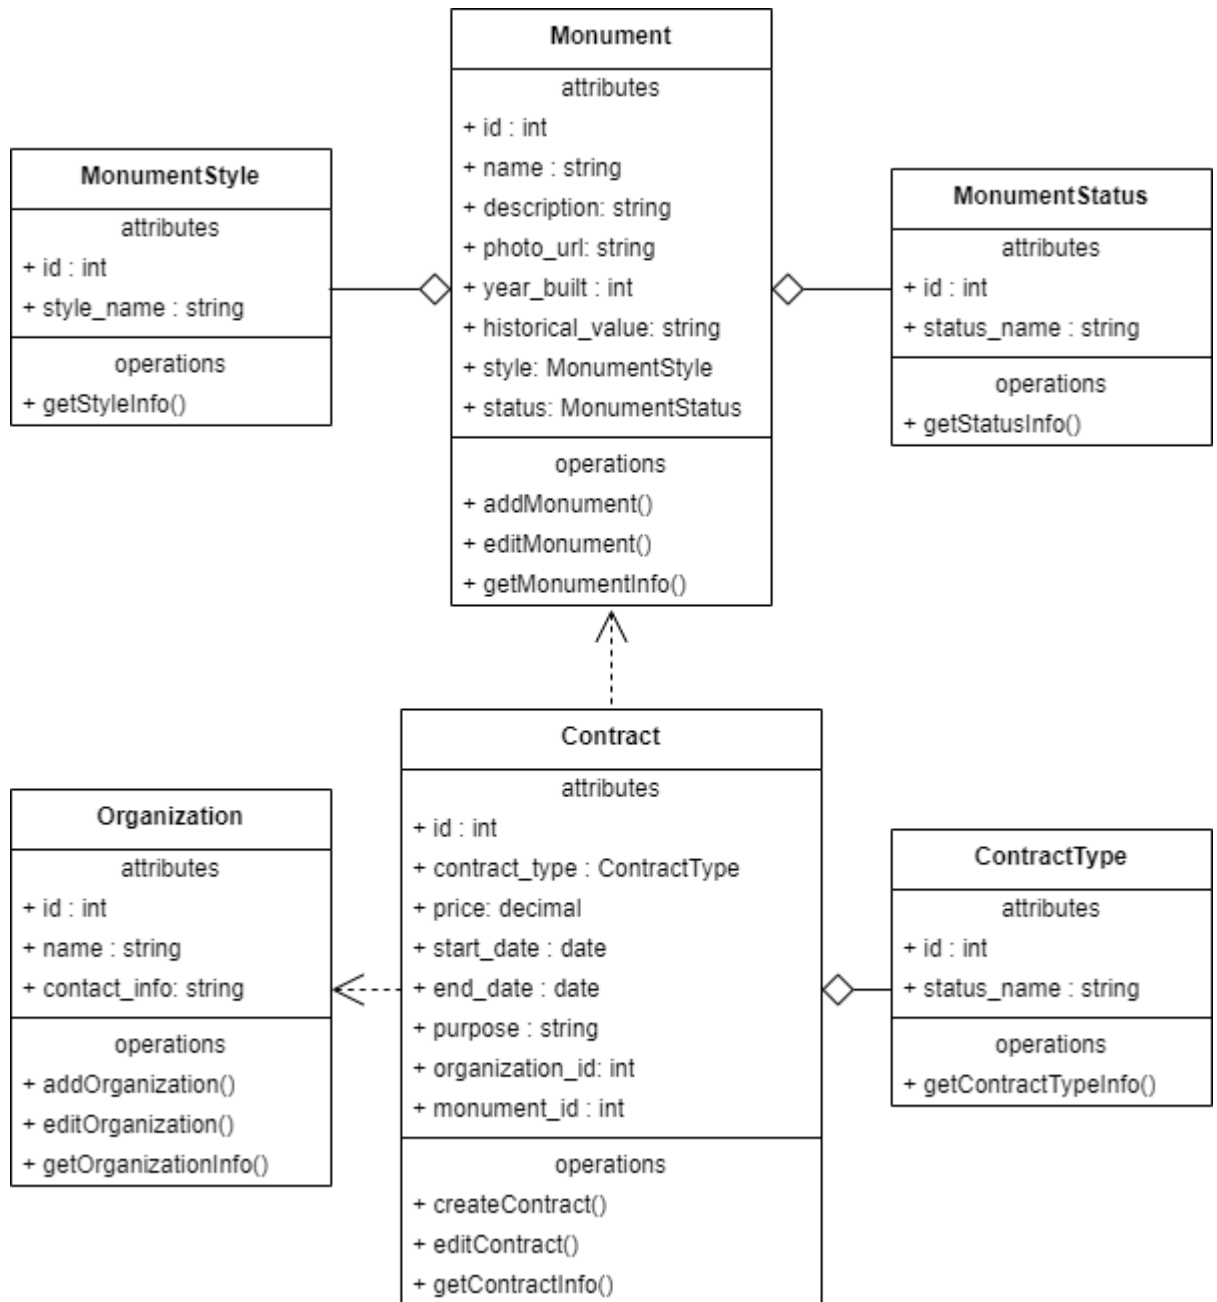 Monument
attributes
+ id : int
+ name : string
+ description: string
+ photo_url: string
+ year_built : int
+ historical_value: string
+ style: MonumentStyle
+ status: MonumentStatus
operations
+ addMonument()
+ editMonument()
+ getMonumentInfo()
MonumentStyle
attributes
+ id : int
+ style_name : string
operations
+ getStyleInfo()
MonumentStatus
attributes
+ id : int
+ status_name : string
operations
+ getStatusInfo()
Contract
attributes
+ id : int
+ contract_type : ContractType
+ price: decimal
+ start_date : date
+ end_date : date
+ purpose : string
+ organization_id: int
+ monument_id : int
operations
+ createContract()
+ editContract()
+ getContractInfo()
Organization
attributes
+ id : int
+ name : string
+ contact_info: string
operations
+ addOrganization()
+ editOrganization()
+ getOrganizationInfo()
ContractType
attributes
+ id : int
+ status_name : string
operations
+ getContractTypeInfo()